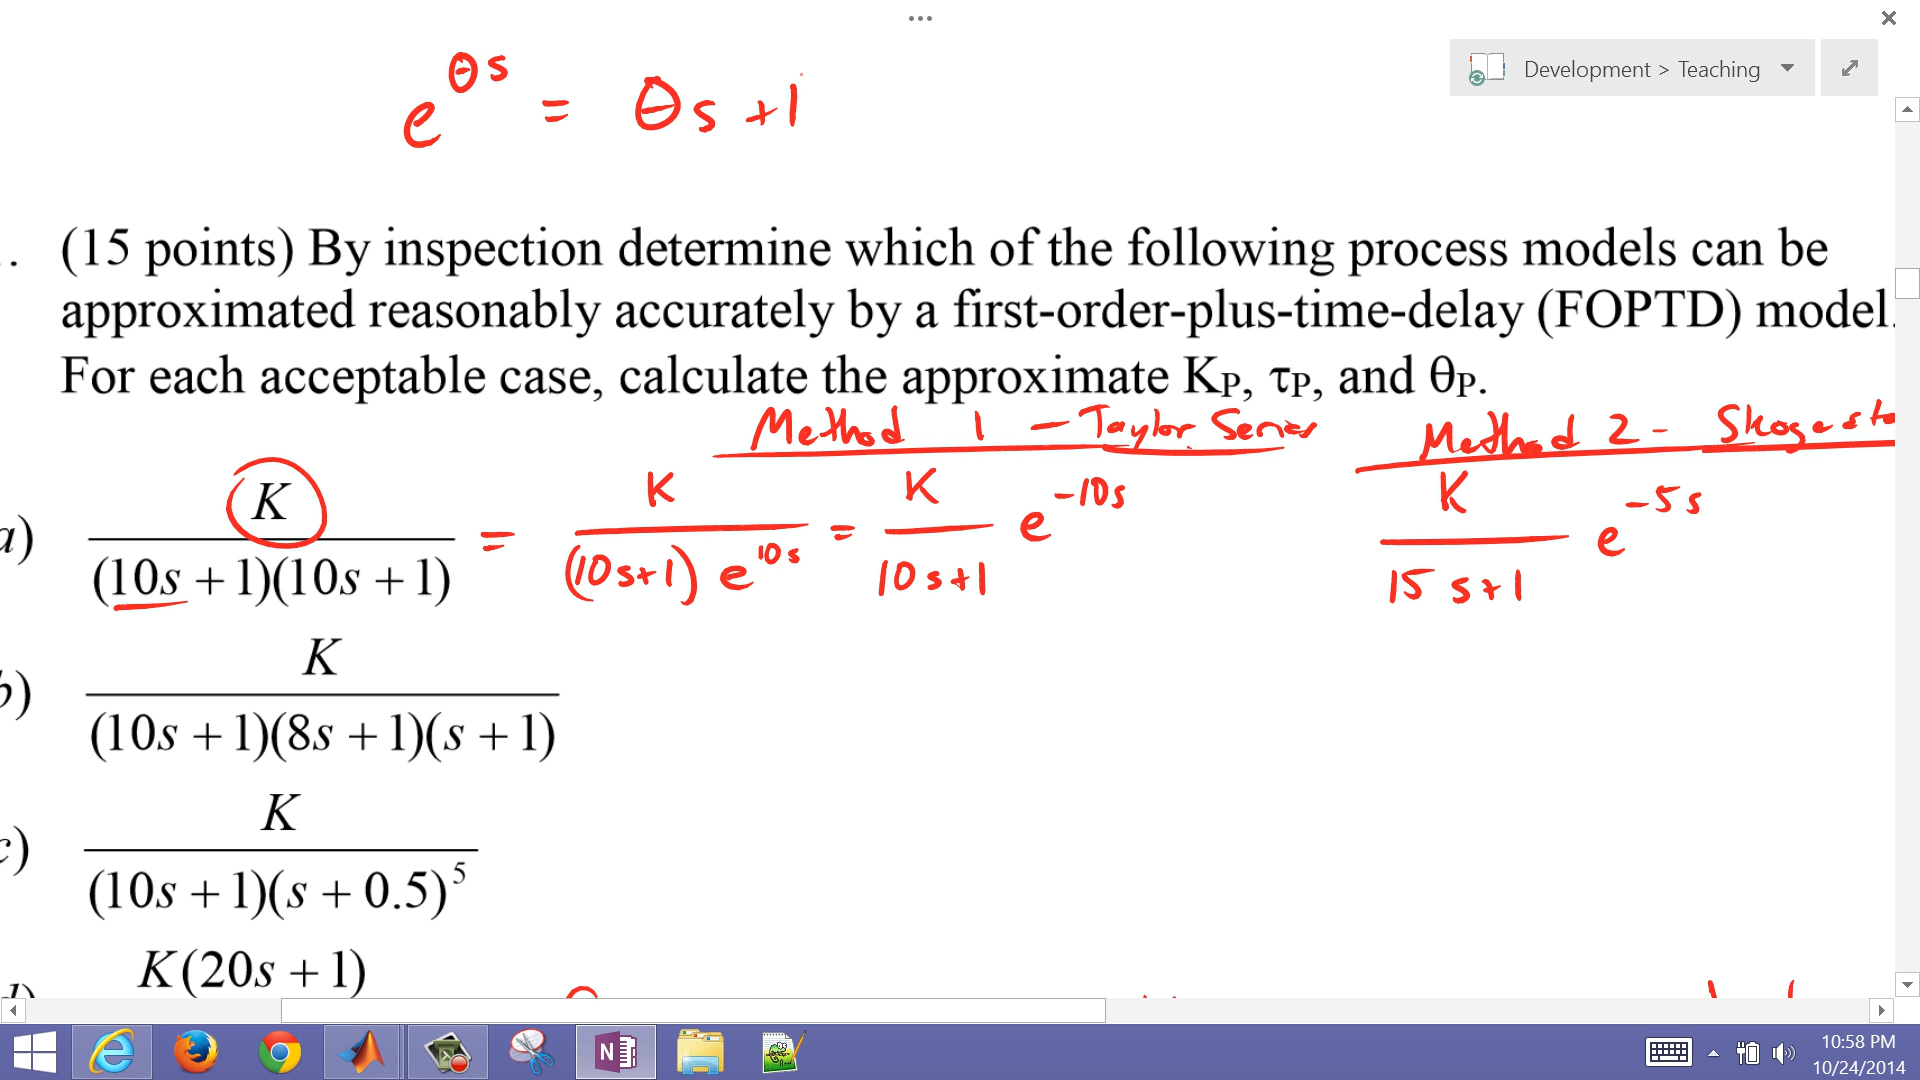 Development > Teaching
e^{θs} = θs + 1
. (15 points) By inspection determine which of the following process models can be
approximated reasonably accurately by a first-order-plus-time-delay (FOPTD) model.
For each acceptable case, calculate the approximate K_P, τ_P, and θ_P.
Method 1 – Taylor Series
Method 2 - Skogesta
a) K / (10s + 1)(10s + 1) = K / (10s+1) e^{10s} = K / 10s+1 e^{-10s}
K / 15s+1 e^{-5s}
b) K / (10s + 1)(8s + 1)(s + 1)
c) K / (10s + 1)(s + 0.5)^5
d) K(20s + 1)
10:58 PM
10/24/2014